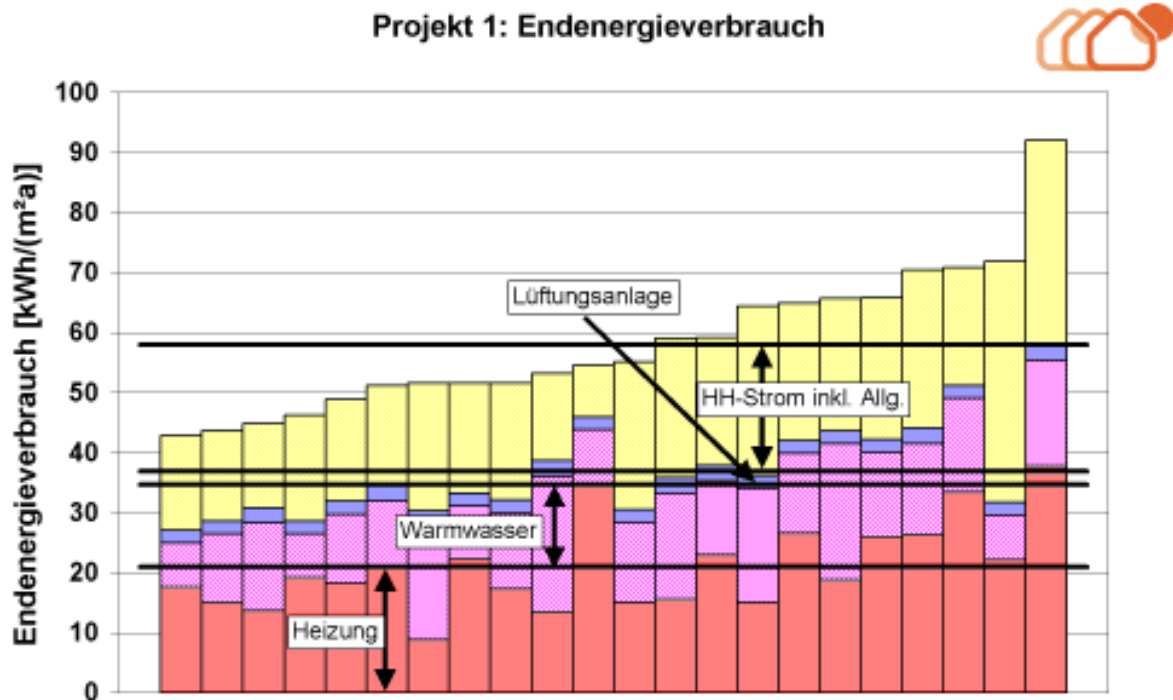 Projekt 1: Endenergieverbrauch
Endenergieverbrauch [kWh/(m²a)]
100
90
80
70
60
50
40
30
20
10
0
Lüftungsanlage
HH-Strom inkl. Allg.
Warmwasser
Heizung